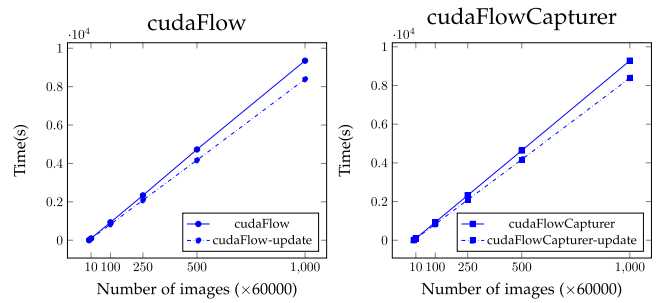 cudaFlow
·10⁴
1
0.8
0.6
0.4
0.2
0
Time(s)
10 100 250 500 1,000
Number of images (×60000)
cudaFlow
cudaFlow-update
cudaFlowCapturer
·10⁴
1
0.8
0.6
0.4
0.2
0
Time(s)
10 100 250 500 1,000
Number of images (×60000)
cudaFlowCapturer
cudaFlowCapturer-update